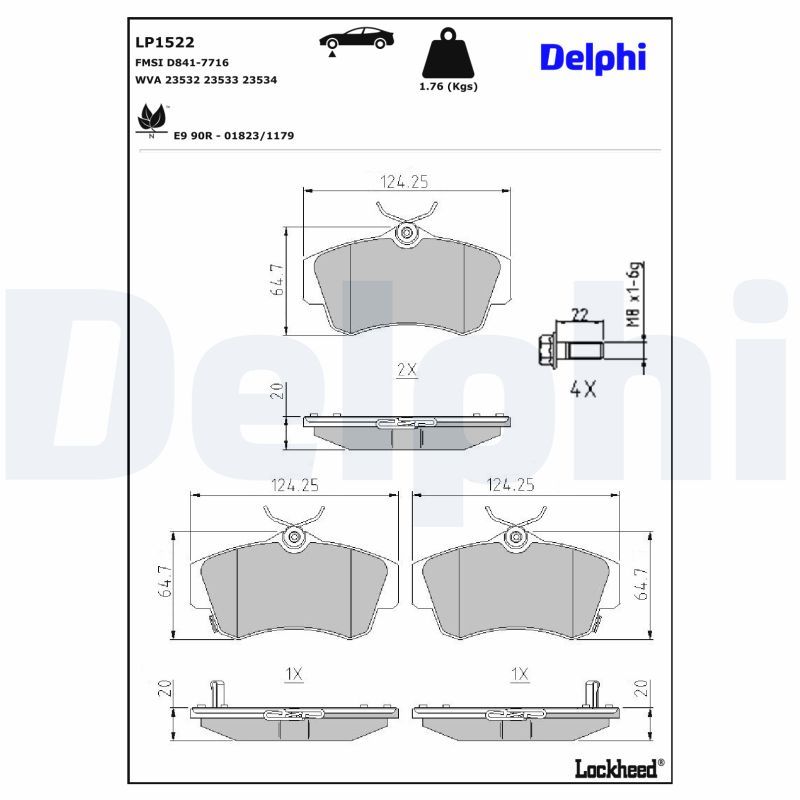 LP1522
FMSI D841-7716
WVA 23532 23533 23534
1.76 (Kgs)
Delphi
N
E9 90R - 01823/1179
124.25
64.7
2X
20
22
M8 x1-6g
4X
124.25
124.25
64.7
64.7
1X
1X
20
20
Delphi
Lockheed®